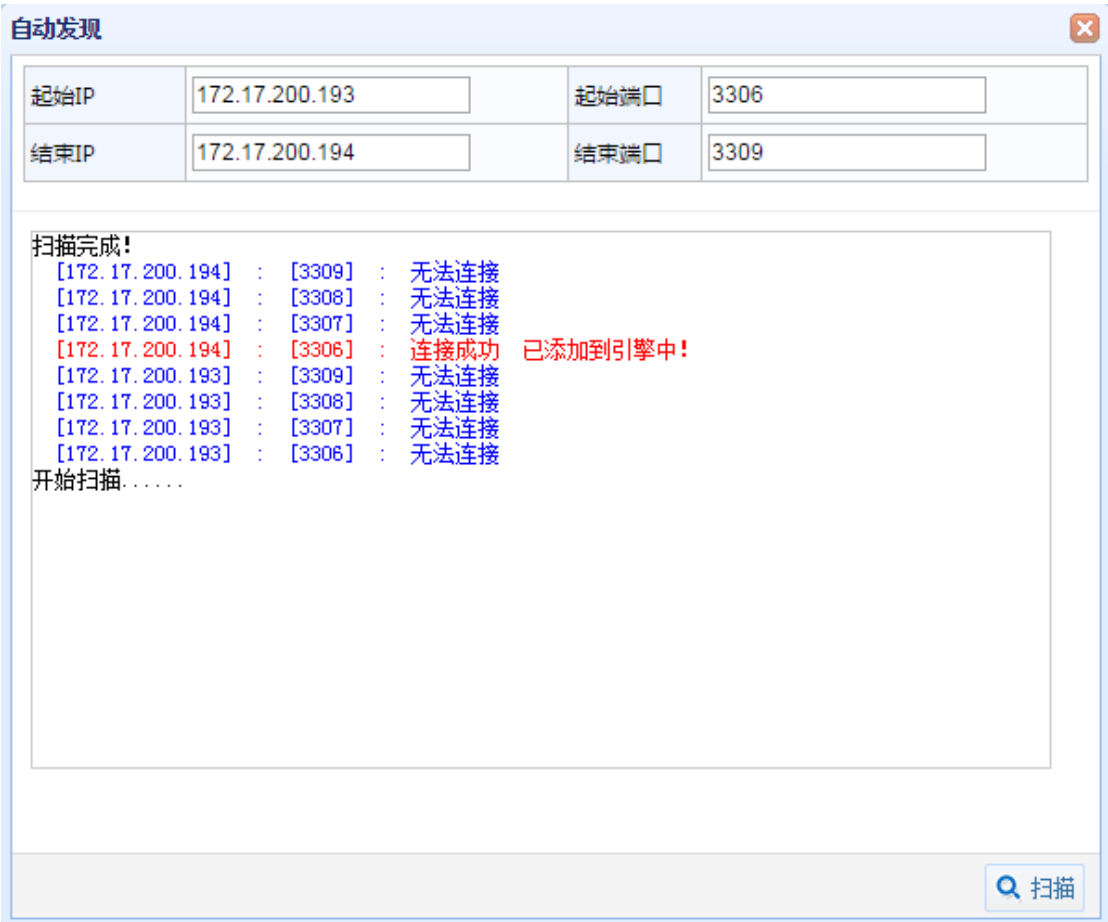 自动发现
起始IP 172.17.200.193 起始端口 3306
结束IP 172.17.200.194 结束端口 3309
扫描完成!
[172.17.200.194] : [3309] : 无法连接
[172.17.200.194] : [3308] : 无法连接
[172.17.200.194] : [3307] : 无法连接
[172.17.200.194] : [3306] : 连接成功 已添加到引擎中!
[172.17.200.193] : [3309] : 无法连接
[172.17.200.193] : [3308] : 无法连接
[172.17.200.193] : [3307] : 无法连接
[172.17.200.193] : [3306] : 无法连接
开始扫描......
扫描